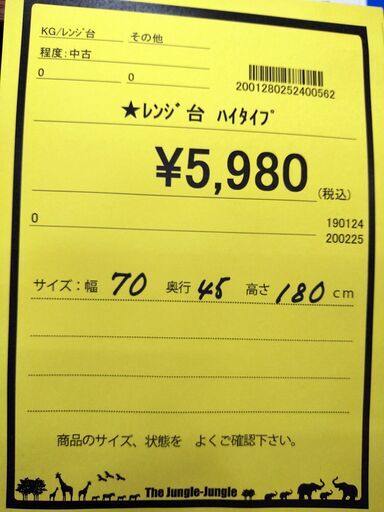 KG/ﾚﾝｼﾞ台 その他
程度:中古
0 0
2001280252400562
★ﾚﾝｼﾞ台 ﾊｲﾀｲﾌﾟ
¥5,980
(税込)
0 190124
200225
サイズ:幅 70 奥行 45 高さ 180 cm
商品のサイズ、状態を よくご確認下さい。
The Jungle-Jungle